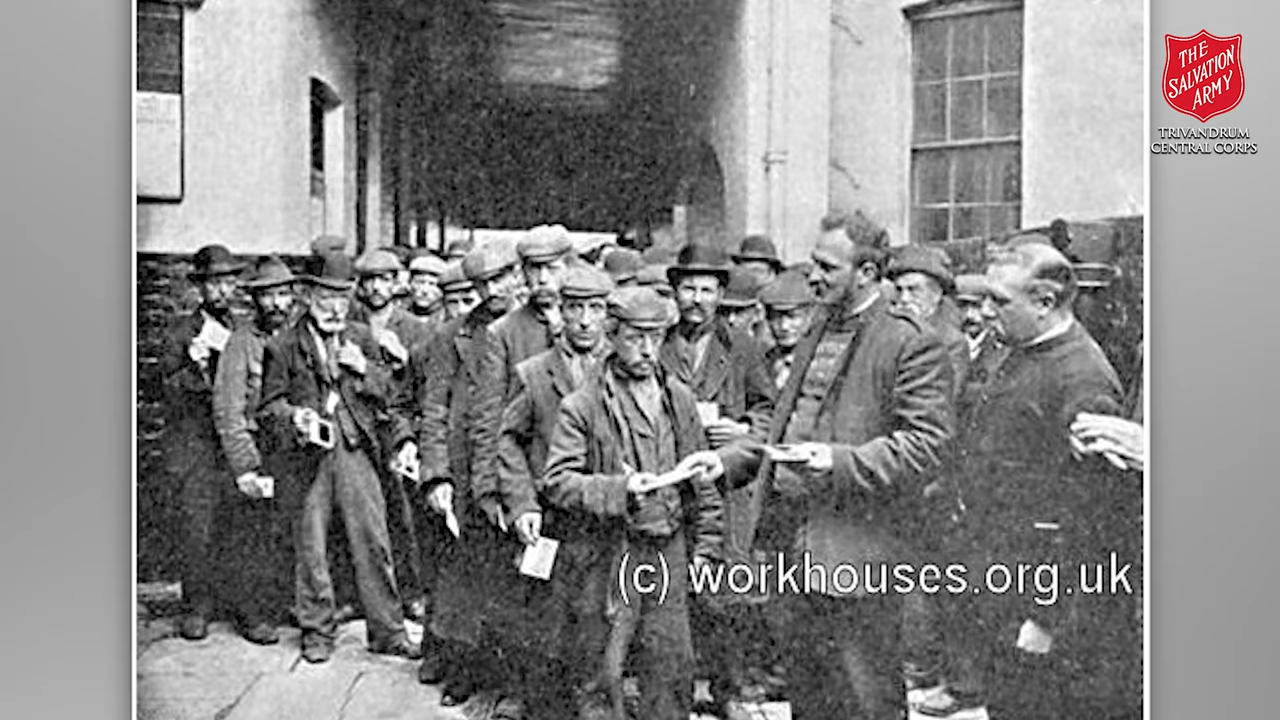 THE
SALVATION
ARMY
TRIVANDRUM
CENTRAL CORPS
(c) workhouses.org.uk